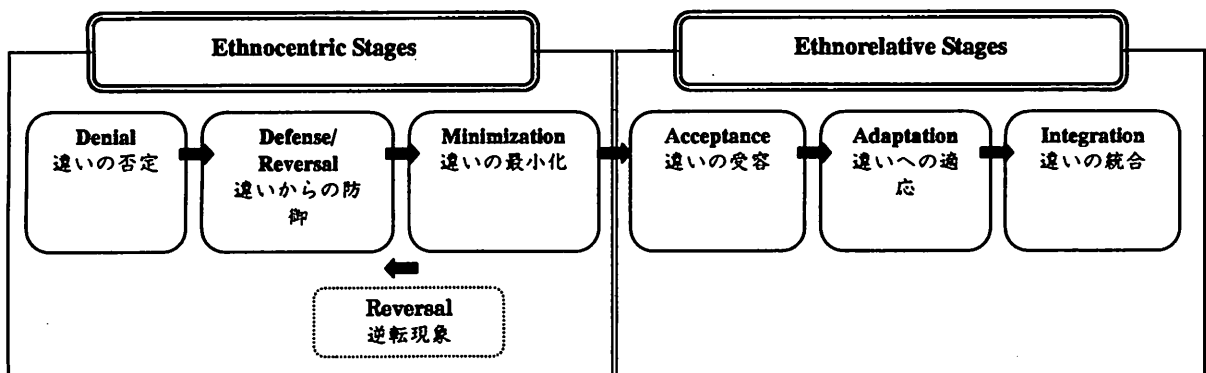 Ethnocentric Stages
Ethnorelative Stages
Denial
違いの否定
Defense/
Reversal
違いからの防
御
Minimization
違いの最小化
Acceptance
違いの受容
Adaptation
違いへの適
応
Integration
違いの統合
Reversal
逆転現象